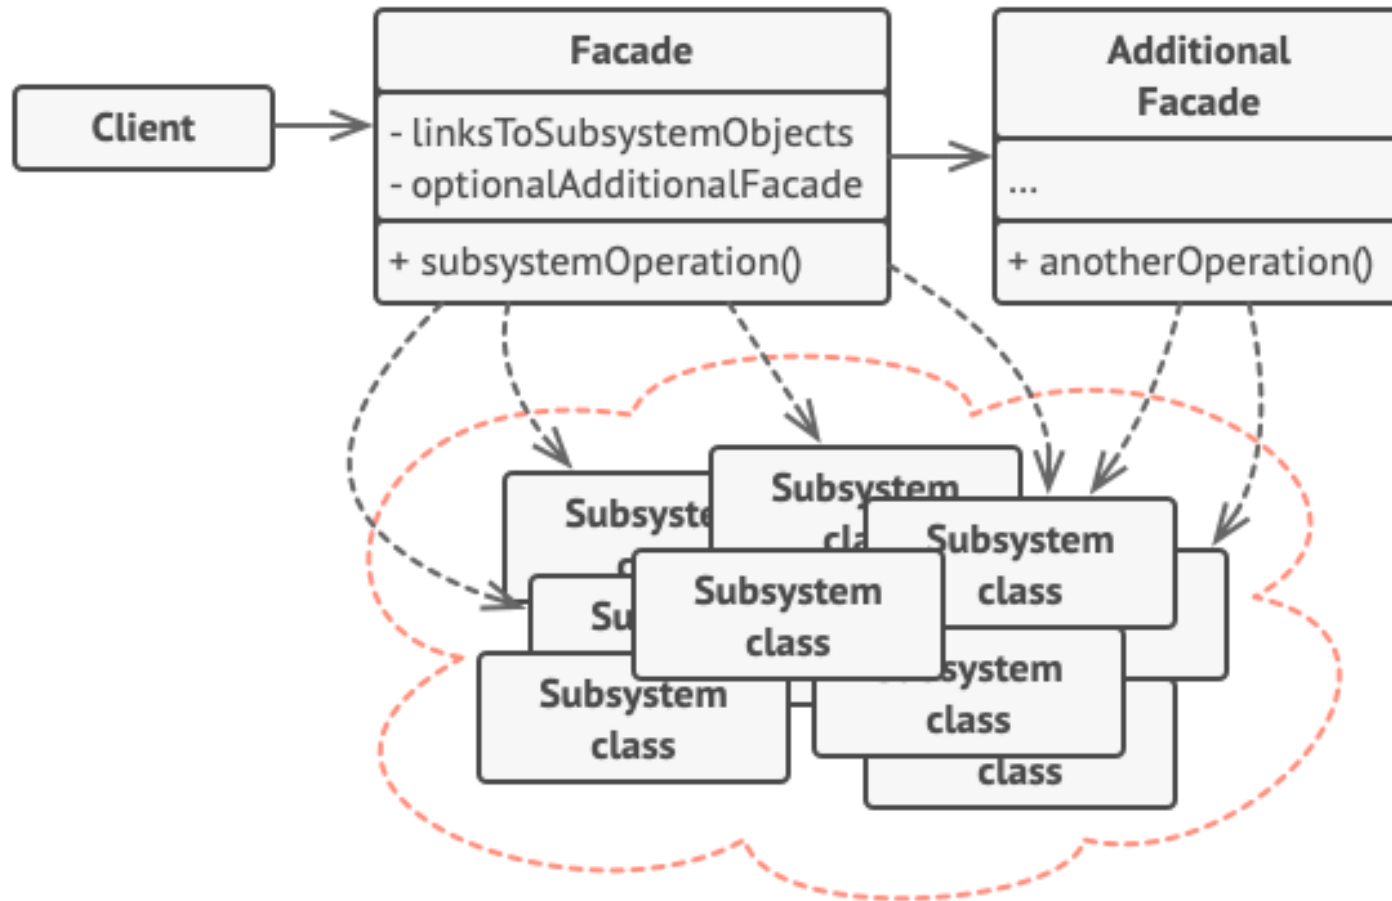 Client
Facade
- linksToSubsystemObjects
- optionalAdditionalFacade
+ subsystemOperation()
Additional
Facade
...
+ anotherOperation()
Subsystem
Subsystem
class
Subsystem
class
Subsystem
class
class
class